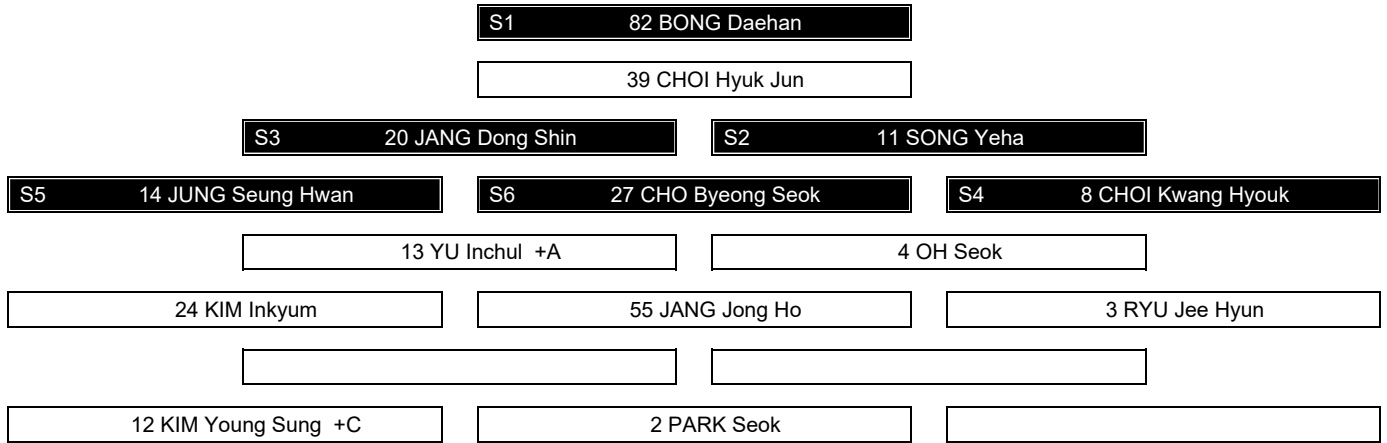 S1 82 BONG Daehan
39 CHOI Hyuk Jun
S3 20 JANG Dong Shin S2 11 SONG Yeha
S5 14 JUNG Seung Hwan S6 27 CHO Byeong Seok S4 8 CHOI Kwang Hyouk
13 YU Inchul +A 4 OH Seok
24 KIM Inkyum 55 JANG Jong Ho 3 RYU Jee Hyun
12 KIM Young Sung +C 2 PARK Seok